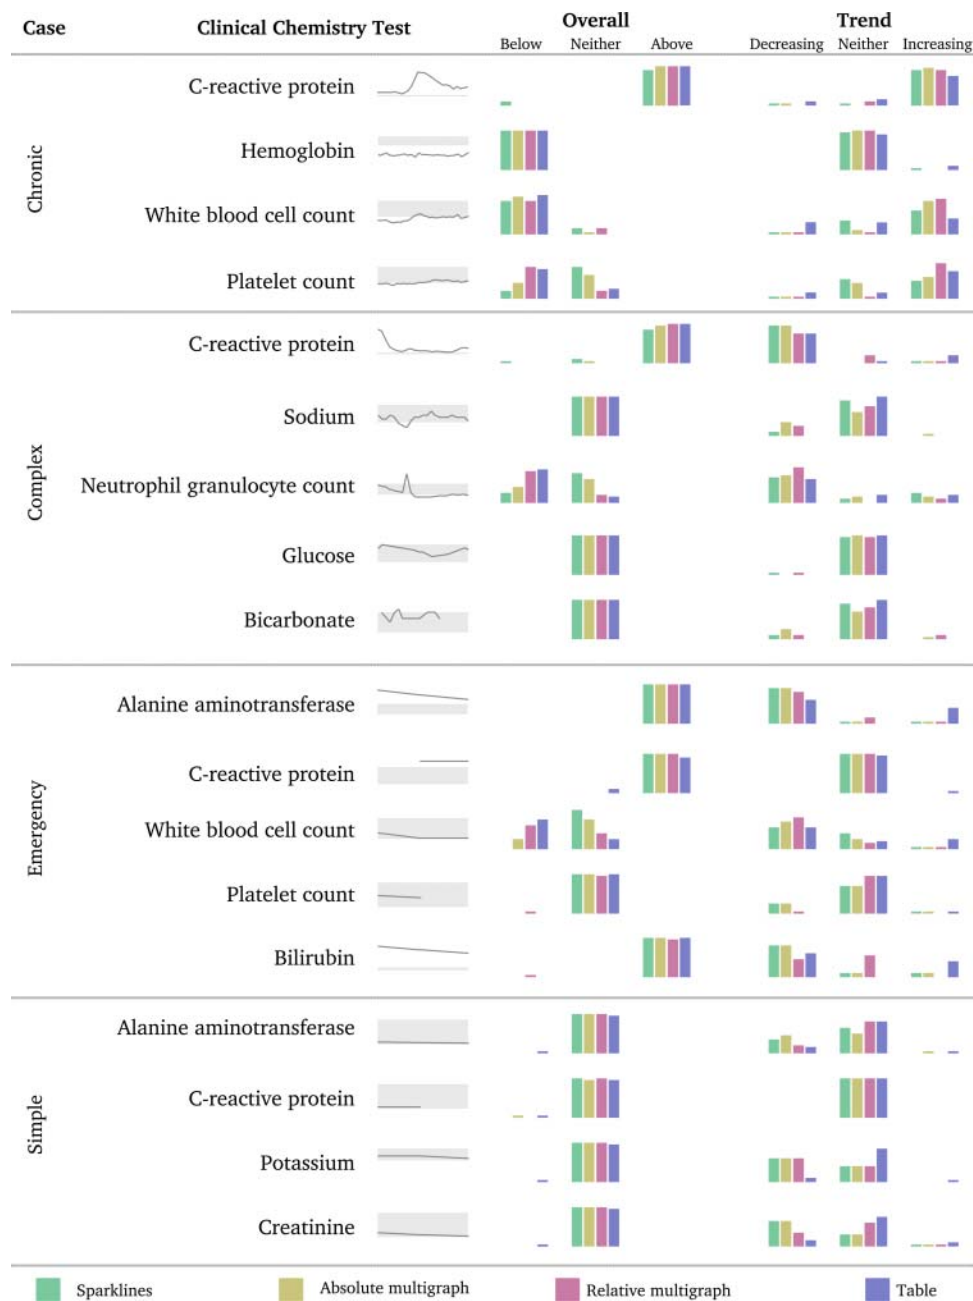 Case Clinical Chemistry Test Overall Trend
Below Neither Above Decreasing Neither Increasing
Chronic
C-reactive protein
Hemoglobin
White blood cell count
Platelet count
Complex
C-reactive protein
Sodium
Neutrophil granulocyte count
Glucose
Bicarbonate
Emergency
Alanine aminotransferase
C-reactive protein
White blood cell count
Platelet count
Bilirubin
Simple
Alanine aminotransferase
C-reactive protein
Potassium
Creatinine
Sparklines Absolute multigraph Relative multigraph Table